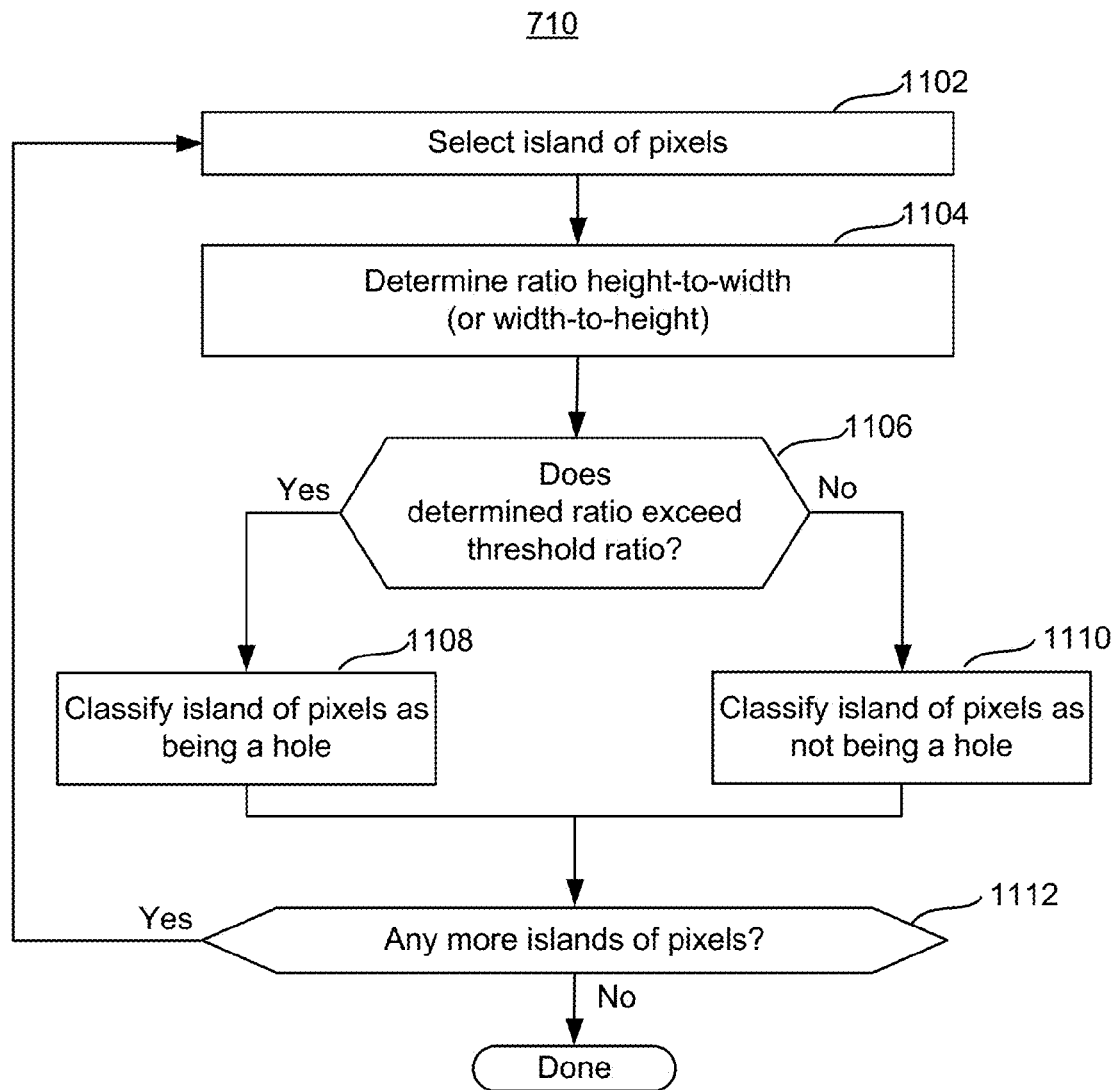 710
1102
Select island of pixels
1104
Determine ratio height-to-width
(or width-to-height)
1106
Does
determined ratio exceed
threshold ratio?
Yes
No
1108
Classify island of pixels as
being a hole
1110
Classify island of pixels as
not being a hole
1112
Any more islands of pixels?
Yes
No
Done